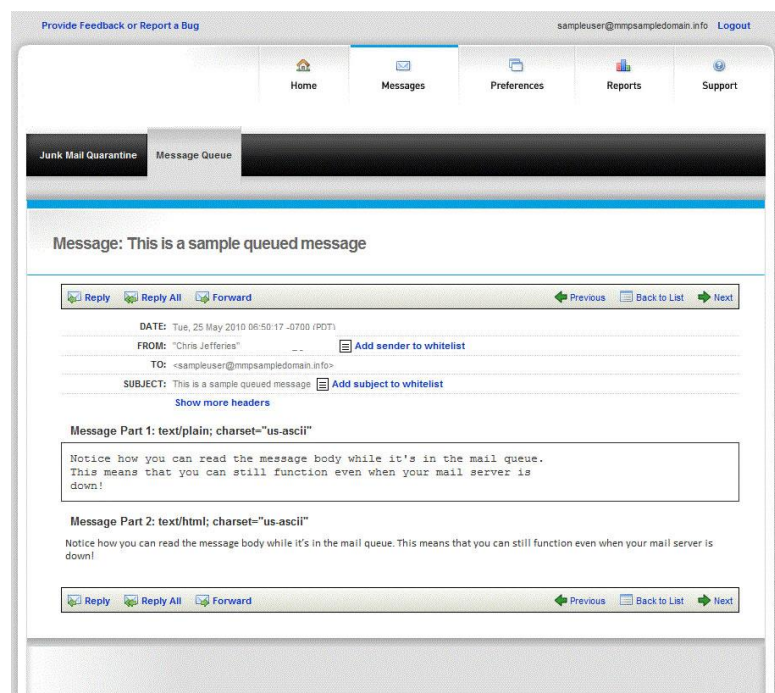 Provide Feedback or Report a Bug
sampleuser@mmpsampledomain.info Logout
Home Messages Preferences Reports Support
Junk Mail Quarantine Message Queue
Message: This is a sample queued message
Reply Reply All Forward Previous Back to List Next
DATE: Tue, 25 May 2010 06:50:17 -0700 (PDT)
FROM: "Chris Jefferies" Add sender to whitelist
TO: <sampleuser@mmpsampledomain.info>
SUBJECT: This is a sample queued message Add subject to whitelist
Show more headers
Message Part 1: text/plain; charset="us-ascii"
Notice how you can read the message body while it's in the mail queue.
This means that you can still function even when your mail server is
down!
Message Part 2: text/html; charset="us-ascii"
Notice how you can read the message body while it's in the mail queue. This means that you can still function even when your mail server is
down!
Reply Reply All Forward Previous Back to List Next